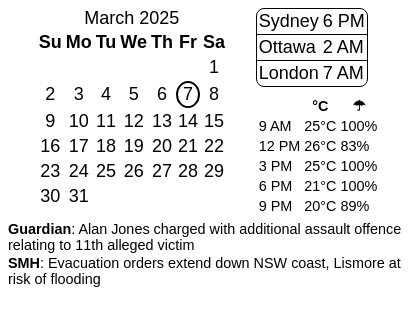 March 2025
Su Mo Tu We Th Fr Sa
1
2 3 4 5 6 7 8
9 10 11 12 13 14 15
16 17 18 19 20 21 22
23 24 25 26 27 28 29
30 31
Sydney 6 PM
Ottawa 2 AM
London 7 AM
°C ☂
9 AM 25°C 100%
12 PM 26°C 83%
3 PM 25°C 100%
6 PM 21°C 100%
9 PM 20°C 89%
Guardian: Alan Jones charged with additional assault offence
relating to 11th alleged victim
SMH: Evacuation orders extend down NSW coast, Lismore at
risk of flooding